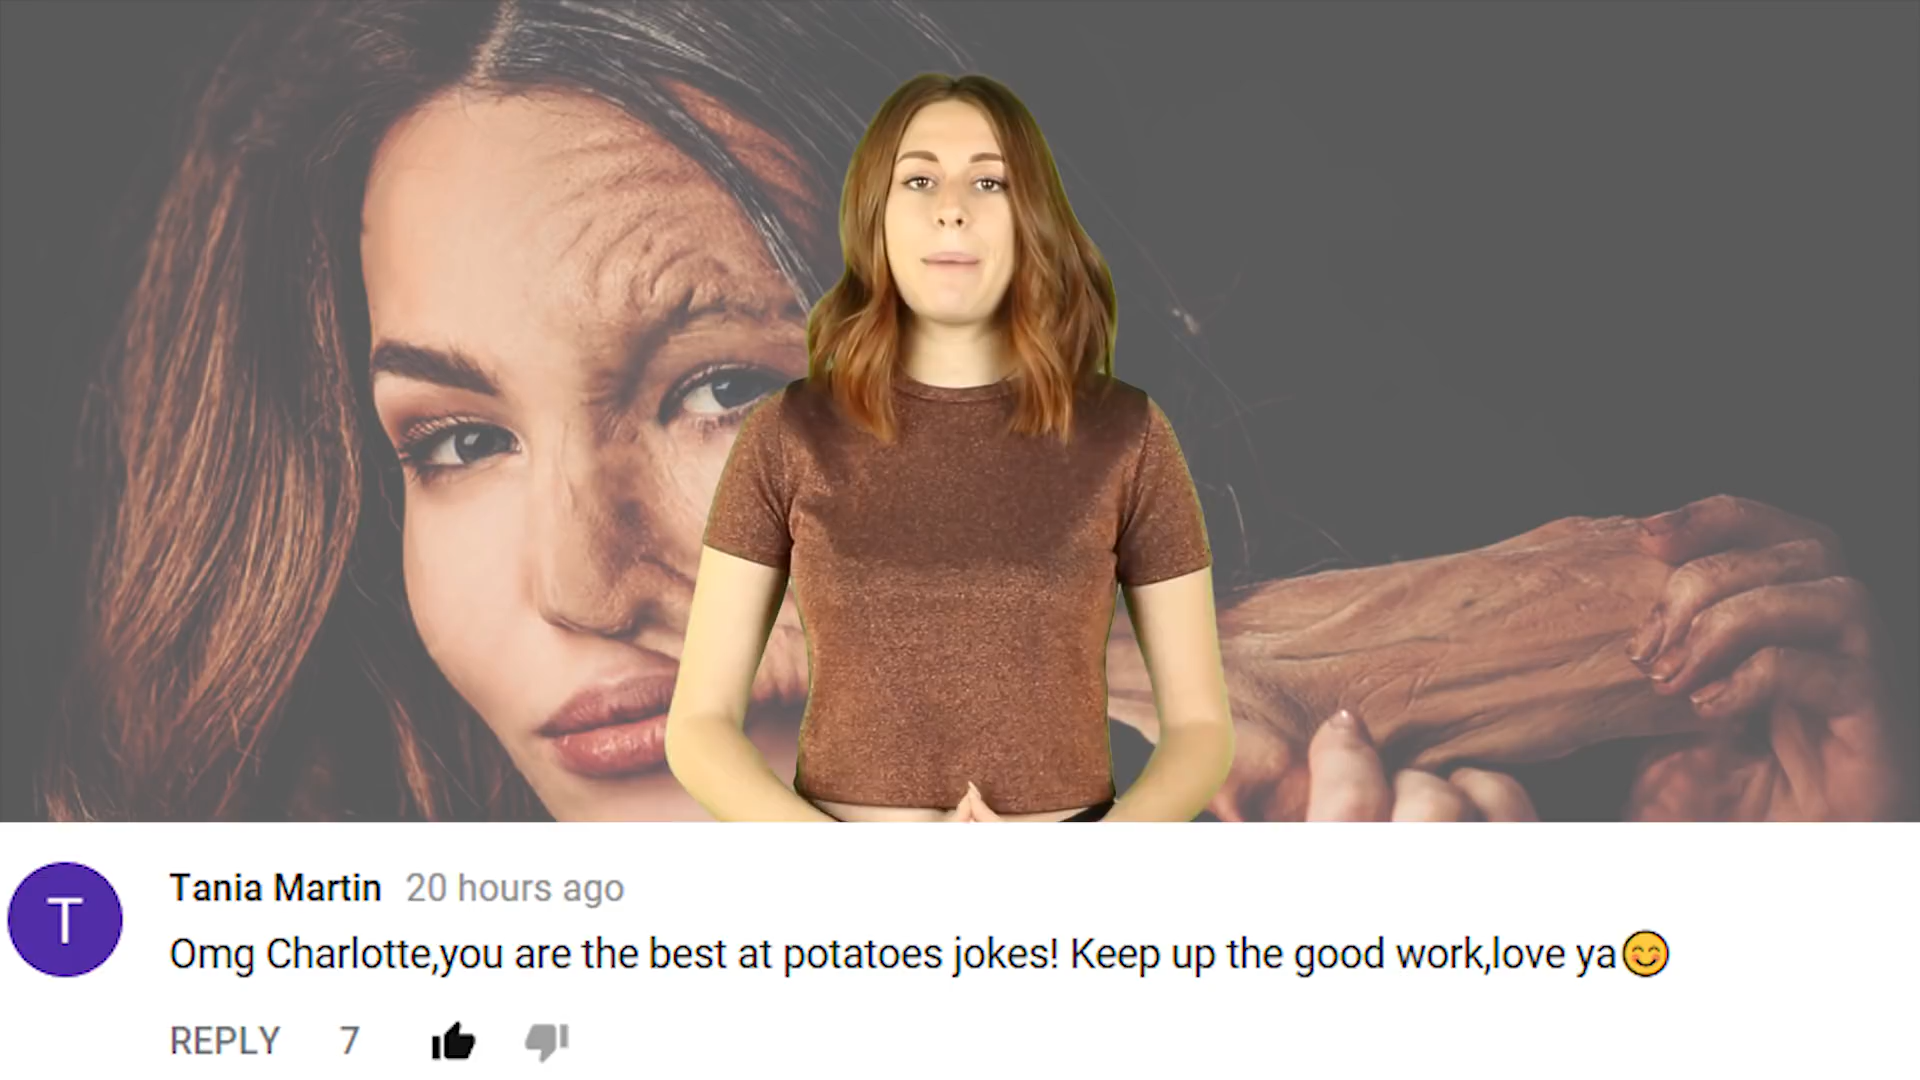 T
Tania Martin 20 hours ago
Omg Charlotte,you are the best at potatoes jokes! Keep up the good work,love ya😊
REPLY 7